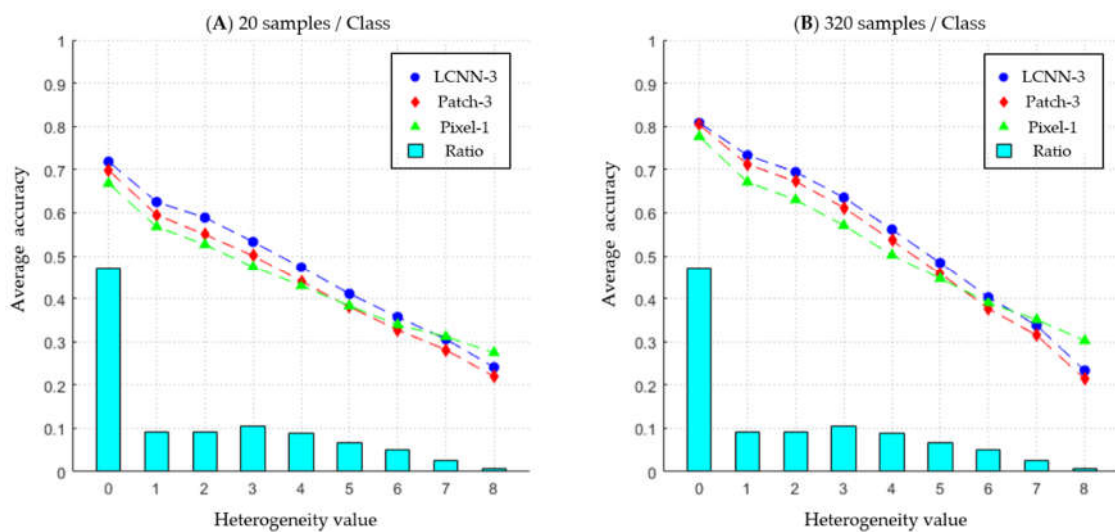 (A) 20 samples / Class
1
0.9
0.8
0.7
0.6
0.5
0.4
0.3
0.2
0.1
0
Average accuracy
LCNN-3
Patch-3
Pixel-1
Ratio
0 1 2 3 4 5 6 7 8
Heterogeneity value
(B) 320 samples / Class
1
0.9
0.8
0.7
0.6
0.5
0.4
0.3
0.2
0.1
0
Average accuracy
LCNN-3
Patch-3
Pixel-1
Ratio
0 1 2 3 4 5 6 7 8
Heterogeneity value